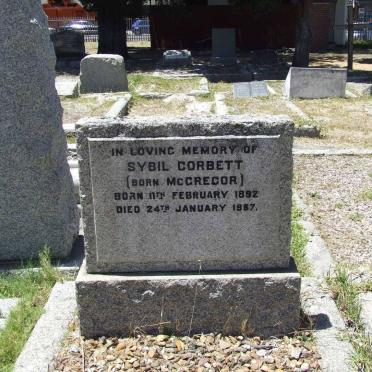 IN LOVING MEMORY OF
SYBIL CORBETT
(BORN McGREGOR)
BORN 11TH FEBRUARY 1892
DIED 24TH JANUARY 1967.